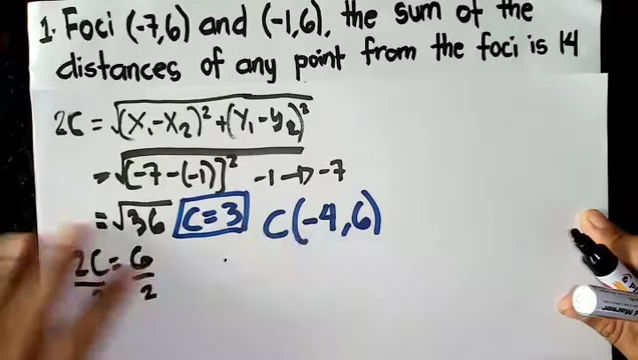 1. Foci (-7,6) and (-1,6), the sum of the
distances of any point from the foci is 14
2C = √(X₁-X₂)² + (Y₁-Y₂)²
= √[-7-(-1)]² -1 → -7
= √36 C=3 C(-4,6)
2C = 6
2